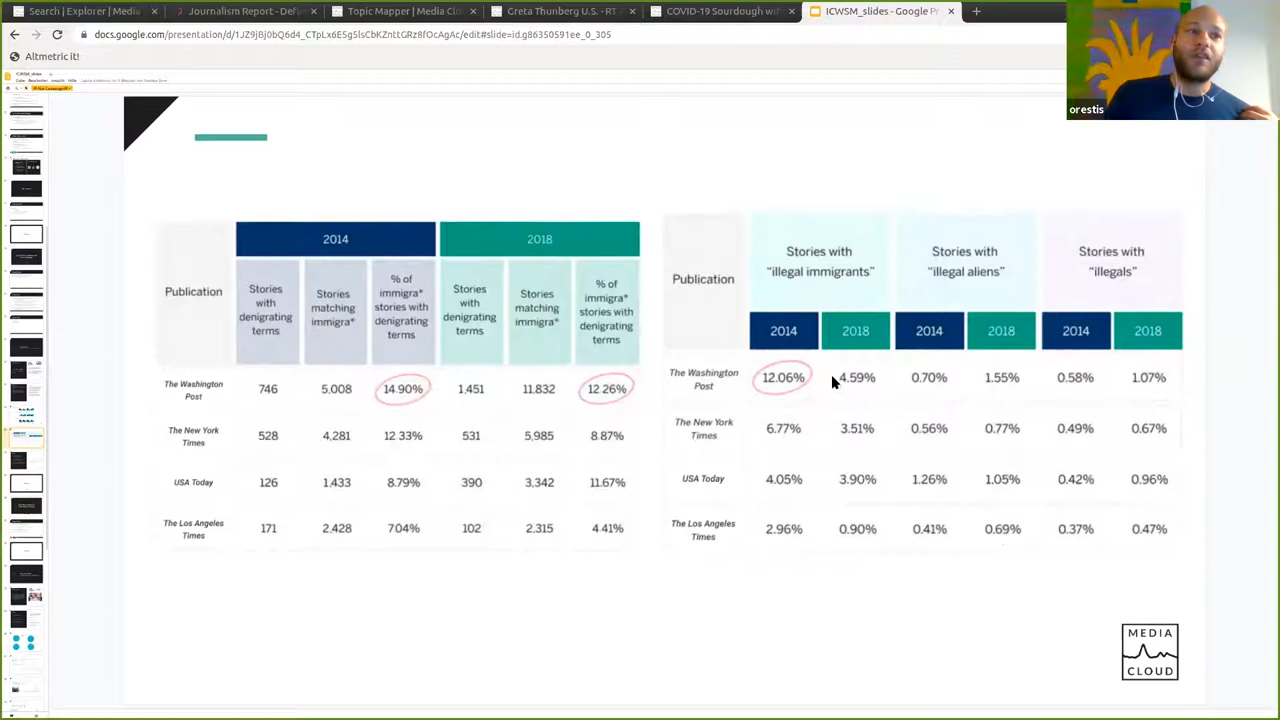 Search | Explorer | Media
Journalism Report - Defi
Topic Mapper | Media Clo
Greta Thunberg U.S. - RT
COVID-19 Sourdough wit
ICWSM_slides - Google Pr
docs.google.com/presentation/d/1JZ9jBj0bQ6d4_CTpLx6E5g5lsCbKZnttGRz8fOcAgAc/edit#slide=id.g86350591ee_0_305
Altmetric it!
orestis
Publication
2014
2018
Stories with denigrating terms
Stories matching immigra*
% of immigra* stories with denigrating terms
Stories with denigrating terms
Stories matching immigra*
% of immigra* stories with denigrating terms
The Washington Post 746 5,008 14.90% 1,451 11,832 12.26%
The New York Times 528 4,281 12.33% 531 5,985 8.87%
USA Today 126 1,433 8.79% 390 3,342 11.67%
The Los Angeles Times 171 2,428 7.04% 102 2,315 4.41%
Publication
Stories with "illegal immigrants"
Stories with "illegal aliens"
Stories with "illegals"
2014 2018 2014 2018 2014 2018
The Washington Post 12.06% 4.59% 0.70% 1.55% 0.58% 1.07%
The New York Times 6.77% 3.51% 0.56% 0.77% 0.49% 0.67%
USA Today 4.05% 3.90% 1.26% 1.05% 0.42% 0.96%
The Los Angeles Times 2.96% 0.90% 0.41% 0.69% 0.37% 0.47%
MEDIA
CLOUD